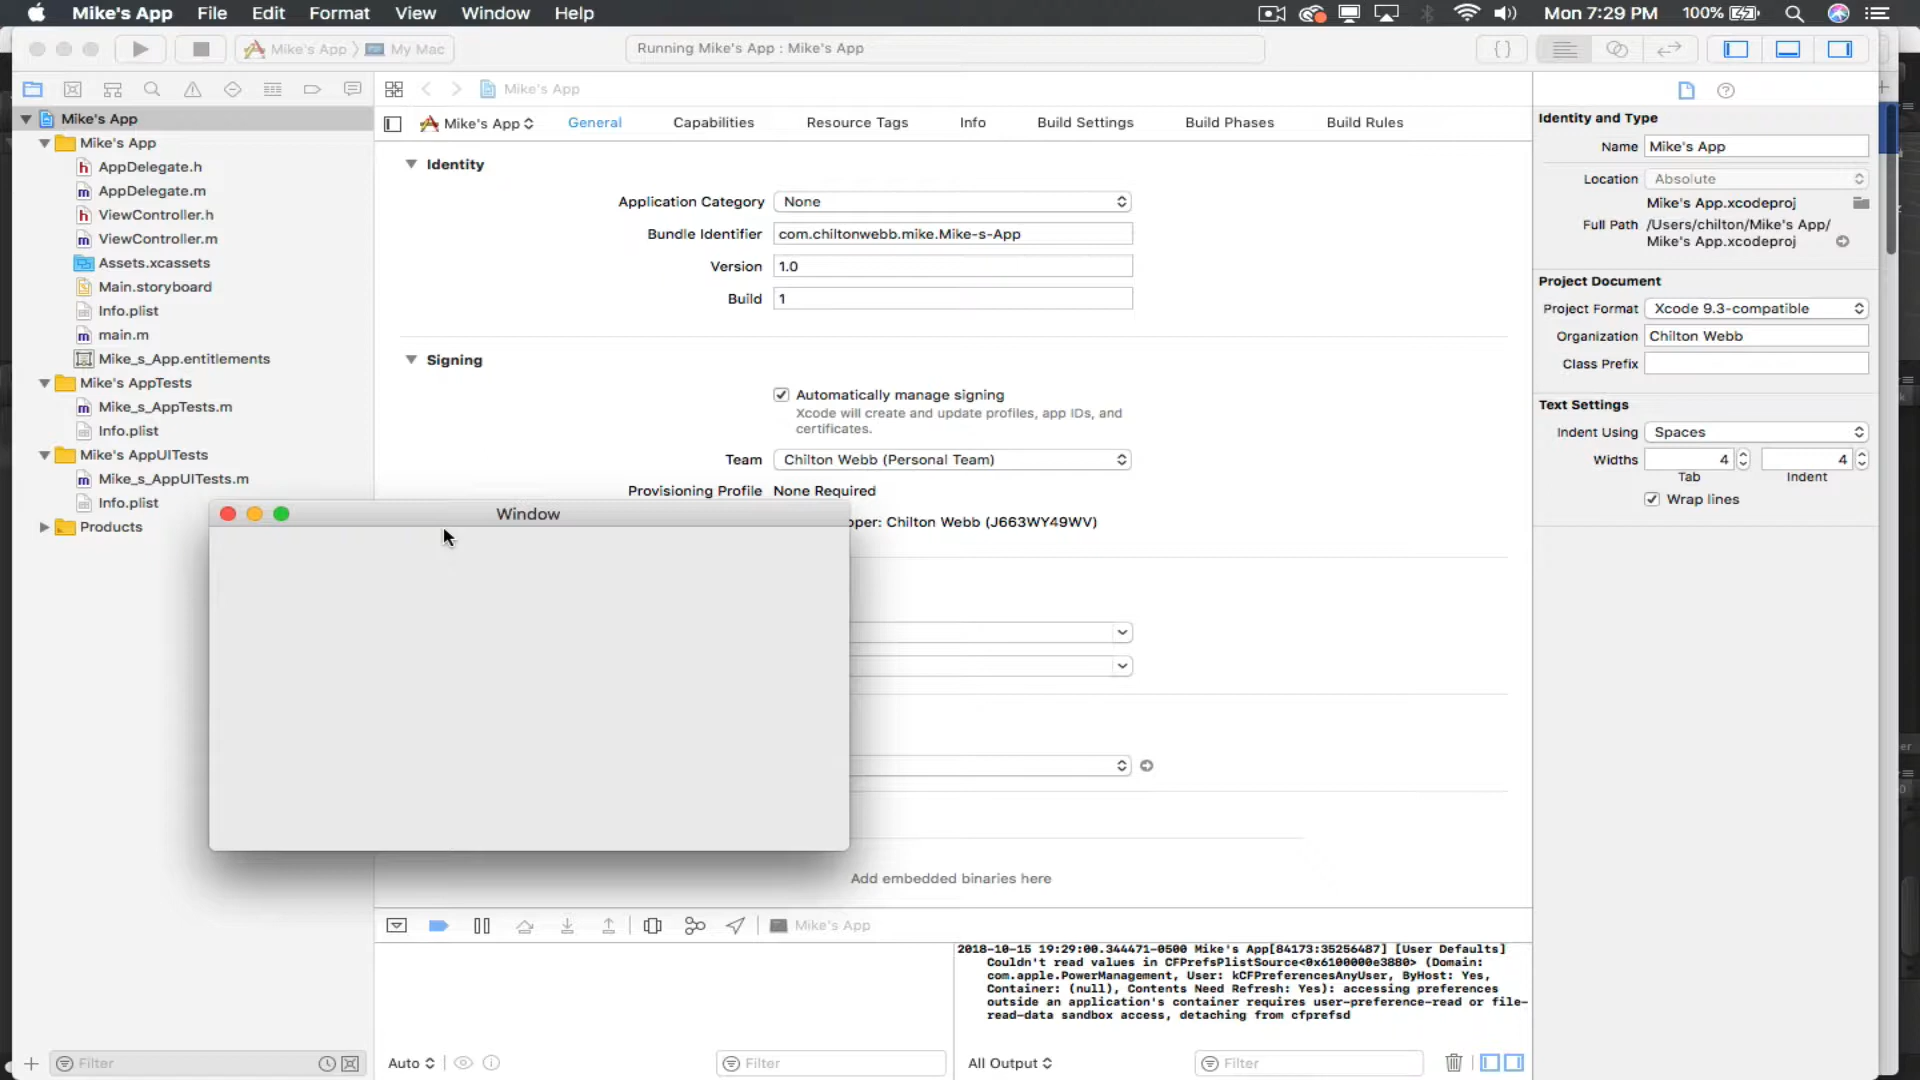 Mike's App File Edit Format View Window Help Mon 7:29 PM 100%
Mike's App My Mac Running Mike's App : Mike's App
Mike's App
Mike's App
AppDelegate.h
AppDelegate.m
ViewController.h
ViewController.m
Assets.xcassets
Main.storyboard
Info.plist
main.m
Mike_s_App.entitlements
Mike's AppTests
Mike_s_AppTests.m
Info.plist
Mike's AppUITests
Mike_s_AppUITests.m
Info.plist
Products
Filter
Mike's App
Mike's App General Capabilities Resource Tags Info Build Settings Build Phases Build Rules
Identity
Application Category None
Bundle Identifier com.chiltonwebb.mike.Mike-s-App
Version 1.0
Build 1
Signing
Automatically manage signing
Xcode will create and update profiles, app IDs, and
certificates.
Team Chilton Webb (Personal Team)
Provisioning Profile None Required
oper: Chilton Webb (J663WY49WV)
Window
Add embedded binaries here
Mike's App
2018-10-15 19:29:00.344471-0500 Mike's App[84173:35256487] [User Defaults]
Couldn't read values in CFPrefsPlistSource<0x6100000e3880> (Domain:
com.apple.PowerManagement, User: kCFPreferencesAnyUser, ByHost: Yes,
Container: (null), Contents Need Refresh: Yes): accessing preferences
outside an application's container requires user-preference-read or file-
read-data sandbox access, detaching from cfprefsd
Auto Filter All Output Filter
Identity and Type
Name Mike's App
Location Absolute
Mike's App.xcodeproj
Full Path /Users/chilton/Mike's App/
Mike's App.xcodeproj
Project Document
Project Format Xcode 9.3-compatible
Organization Chilton Webb
Class Prefix
Text Settings
Indent Using Spaces
Widths 4 4
Tab Indent
Wrap lines